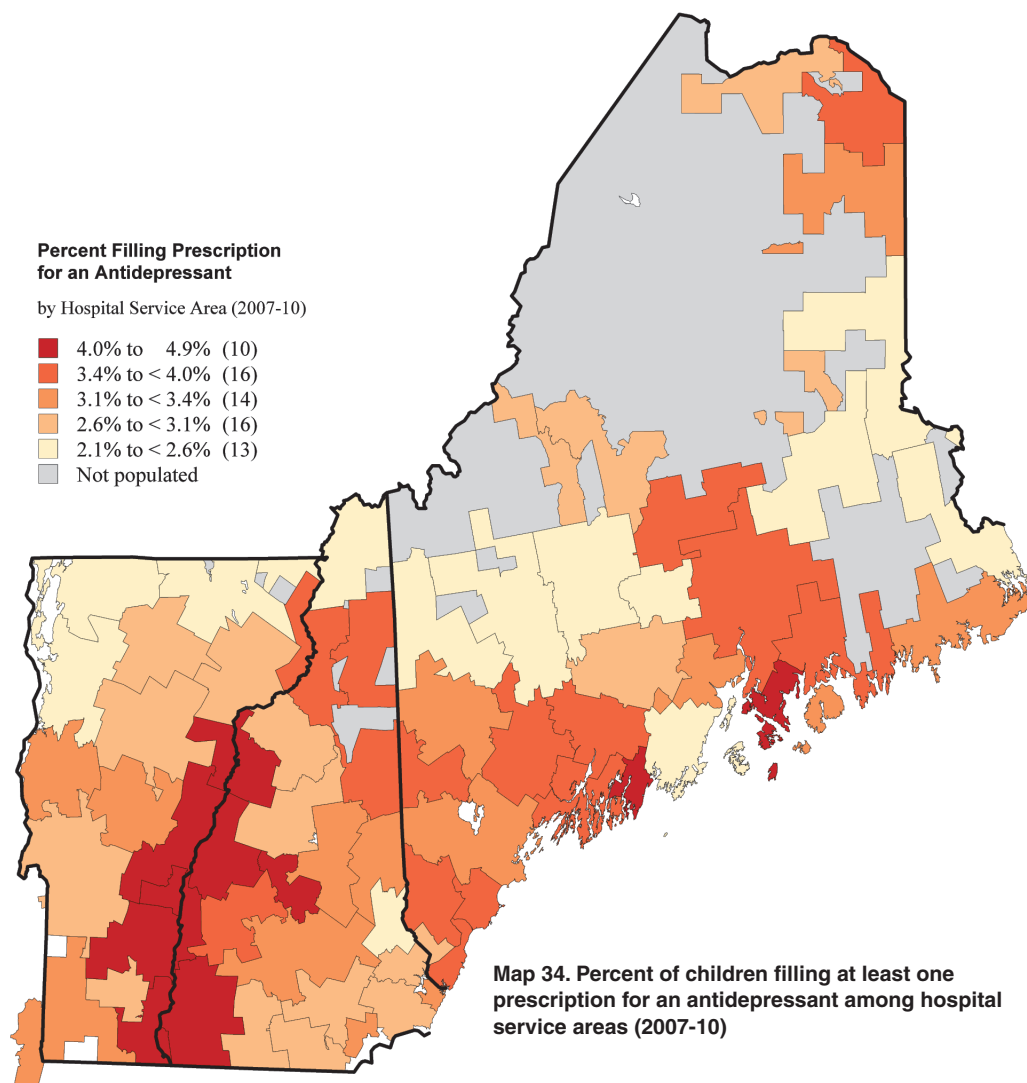 Percent Filling Prescription
for an Antidepressant
by Hospital Service Area (2007-10)
4.0% to 4.9% (10)
3.4% to < 4.0% (16)
3.1% to < 3.4% (14)
2.6% to < 3.1% (16)
2.1% to < 2.6% (13)
Not populated
Map 34. Percent of children filling at least one
prescription for an antidepressant among hospital
service areas (2007-10)